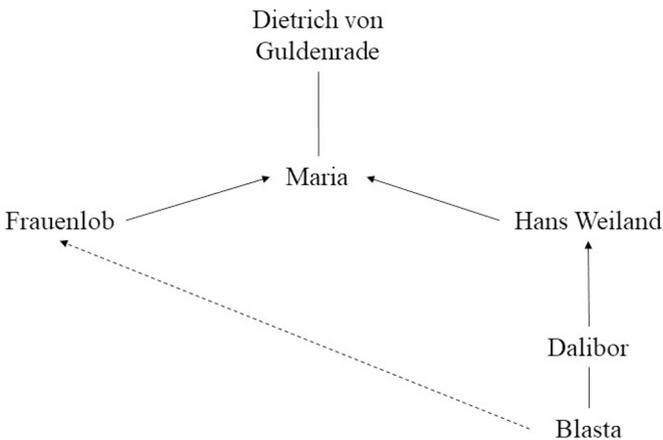 Dietrich von
Guldenrade
Maria
Frauenlob
Hans Weiland
Dalibor
Blasta